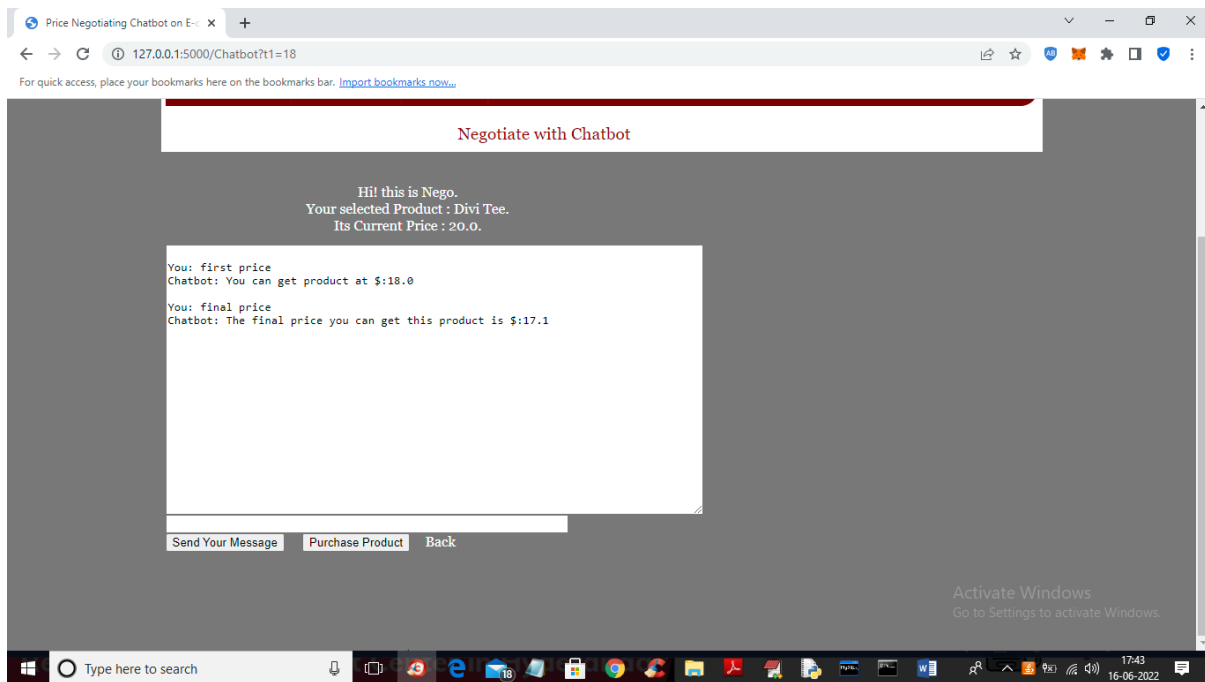 Price Negotiating Chatbot on E-c
127.0.0.1:5000/Chatbot?t1=18
For quick access, place your bookmarks here on the bookmarks bar. Import bookmarks now...
Negotiate with Chatbot
Hi! this is Nego.
Your selected Product : Divi Tee.
Its Current Price : 20.0.
You: first price
Chatbot: You can get product at $:18.0
You: final price
Chatbot: The final price you can get this product is $:17.1
Send Your Message Purchase Product Back
Activate Windows
Go to Settings to activate Windows.
Type here to search
18
17:43
16-06-2022